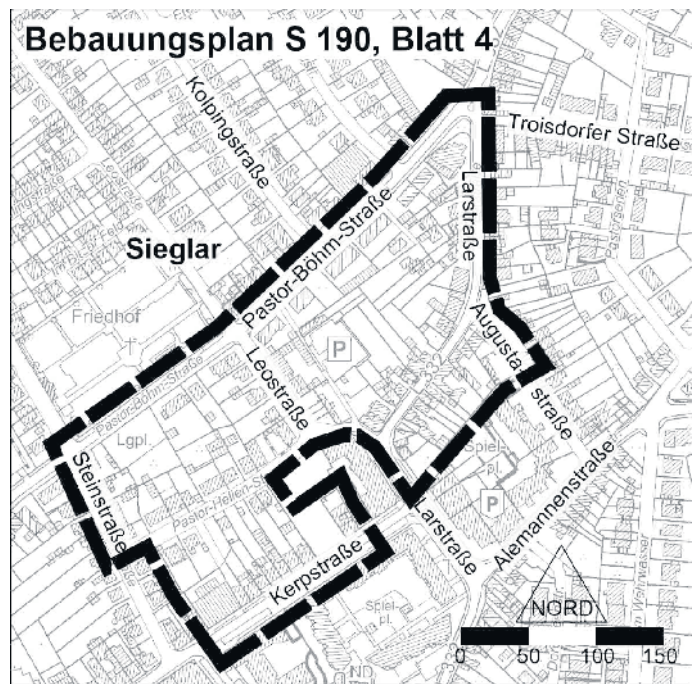 Bebauungsplan S 190, Blatt 4
Kolpingstraße
Troisdorfer Straße
Larstraße
Pastor-Böhm-Straße
Sieglar
Friedhof
Augusta
straße
P
Leostraße
Pastor-Böhm-Straße
Lgpl.
Steinstraße
Spiel-
pl.
P
Larstraße
Alemannenstraße
Kerpstraße
Spiel-
pl.
ND
NORD
0 50 100 150